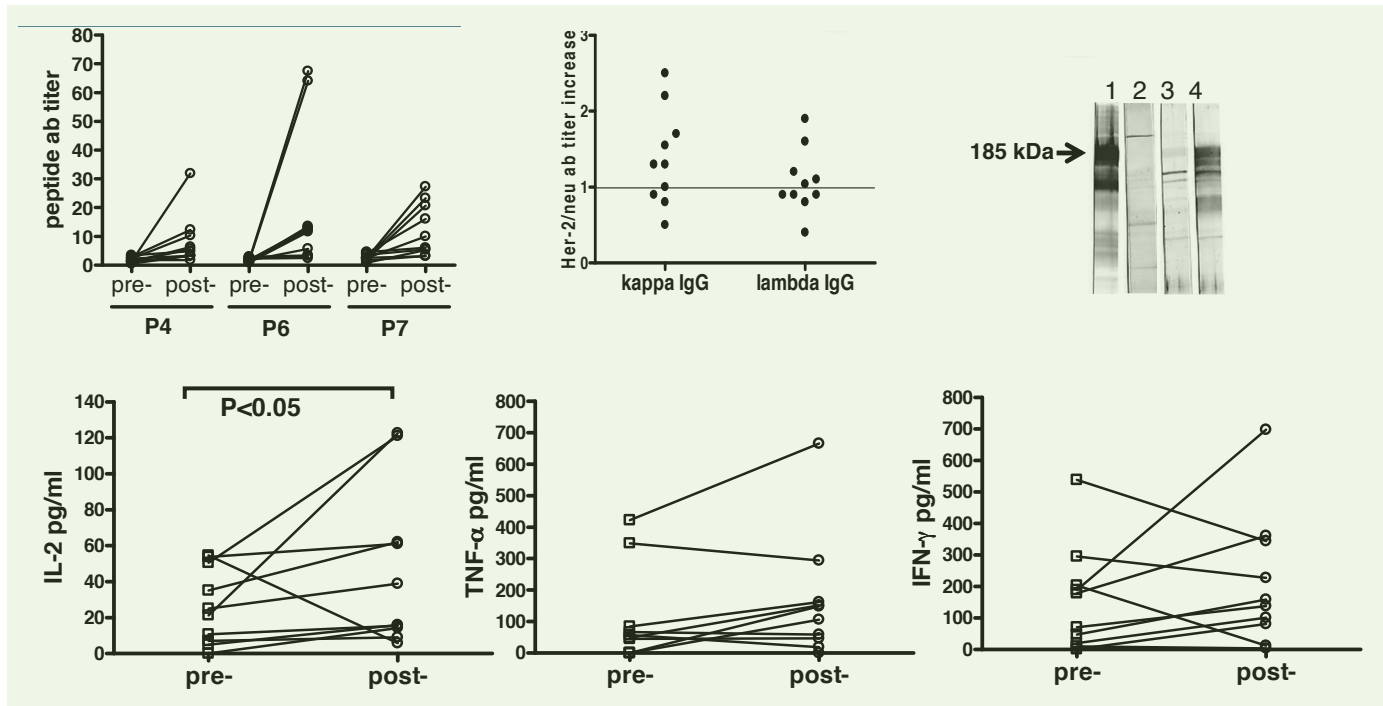 peptide ab titer
80
70
60
50
40
30
20
10
0
pre- post- pre- post- pre- post-
P4 P6 P7
Her-2/neu ab titer increase
3
2
1
0
kappa IgG lambda IgG
1 2 3 4
185 kDa
P<0.05
IL-2 pg/ml
140
120
100
80
60
40
20
0
pre- post-
TNF-α pg/ml
800
700
600
500
400
300
200
100
0
pre- post-
IFN-γ pg/ml
800
700
600
500
400
300
200
100
0
pre- post-